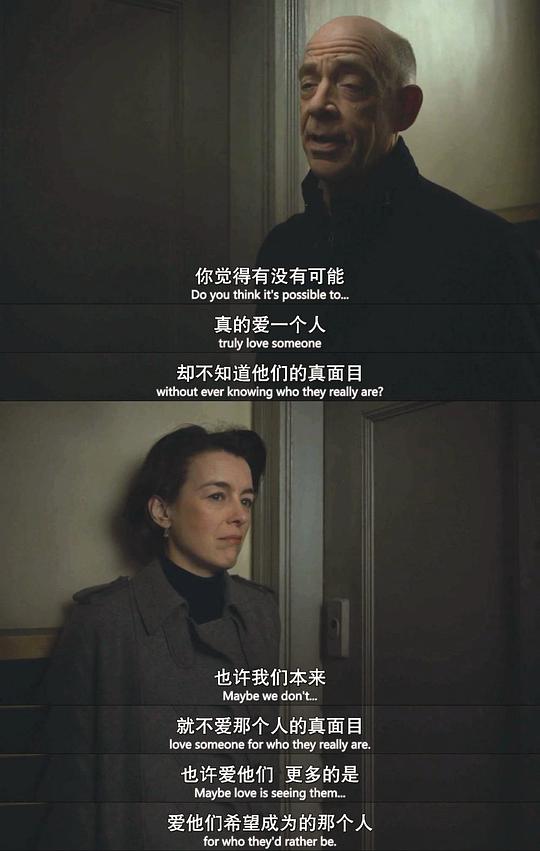 你觉得有没有可能
Do you think it's possible to...
真的爱一个人
truly love someone
却不知道他们的真面目
without ever knowing who they really are?
也许我们本来
Maybe we don't...
就不爱那个人的真面目
love someone for who they really are.
也许爱他们 更多的是
Maybe love is seeing them...
爱他们希望成为的那个人
for who they'd rather be.